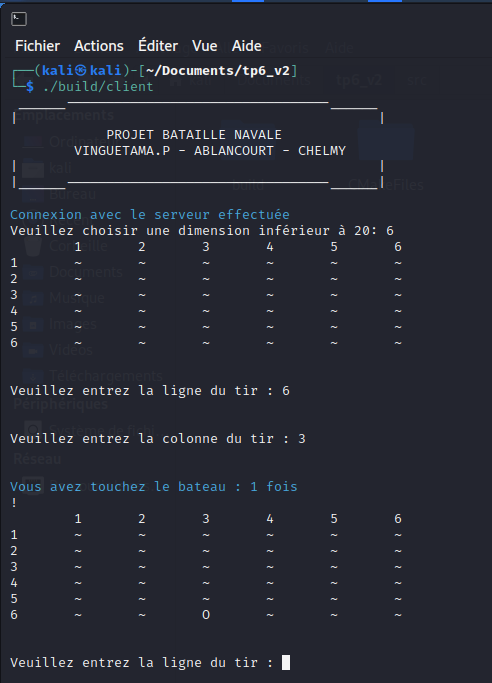 Fichier Actions Éditer Vue Aide
┌──(kali㉿kali)-[~/Documents/tp6_v2]
└─$ ./build/client
PROJET BATAILLE NAVALE
VINGUETAMA.P - ABLANCOURT - CHELMY
Connexion avec le serveur effectuée
Veuillez choisir une dimension inférieur à 20: 6
1 2 3 4 5 6
1 ~ ~ ~ ~ ~ ~
2 ~ ~ ~ ~ ~ ~
3 ~ ~ ~ ~ ~ ~
4 ~ ~ ~ ~ ~ ~
5 ~ ~ ~ ~ ~ ~
6 ~ ~ ~ ~ ~ ~
Veuillez entrez la ligne du tir : 6
Veuillez entrez la colonne du tir : 3
Vous avez touchez le bateau : 1 fois
!
1 2 3 4 5 6
1 ~ ~ ~ ~ ~ ~
2 ~ ~ ~ ~ ~ ~
3 ~ ~ ~ ~ ~ ~
4 ~ ~ ~ ~ ~ ~
5 ~ ~ ~ ~ ~ ~
6 ~ ~ O ~ ~ ~
Veuillez entrez la ligne du tir :